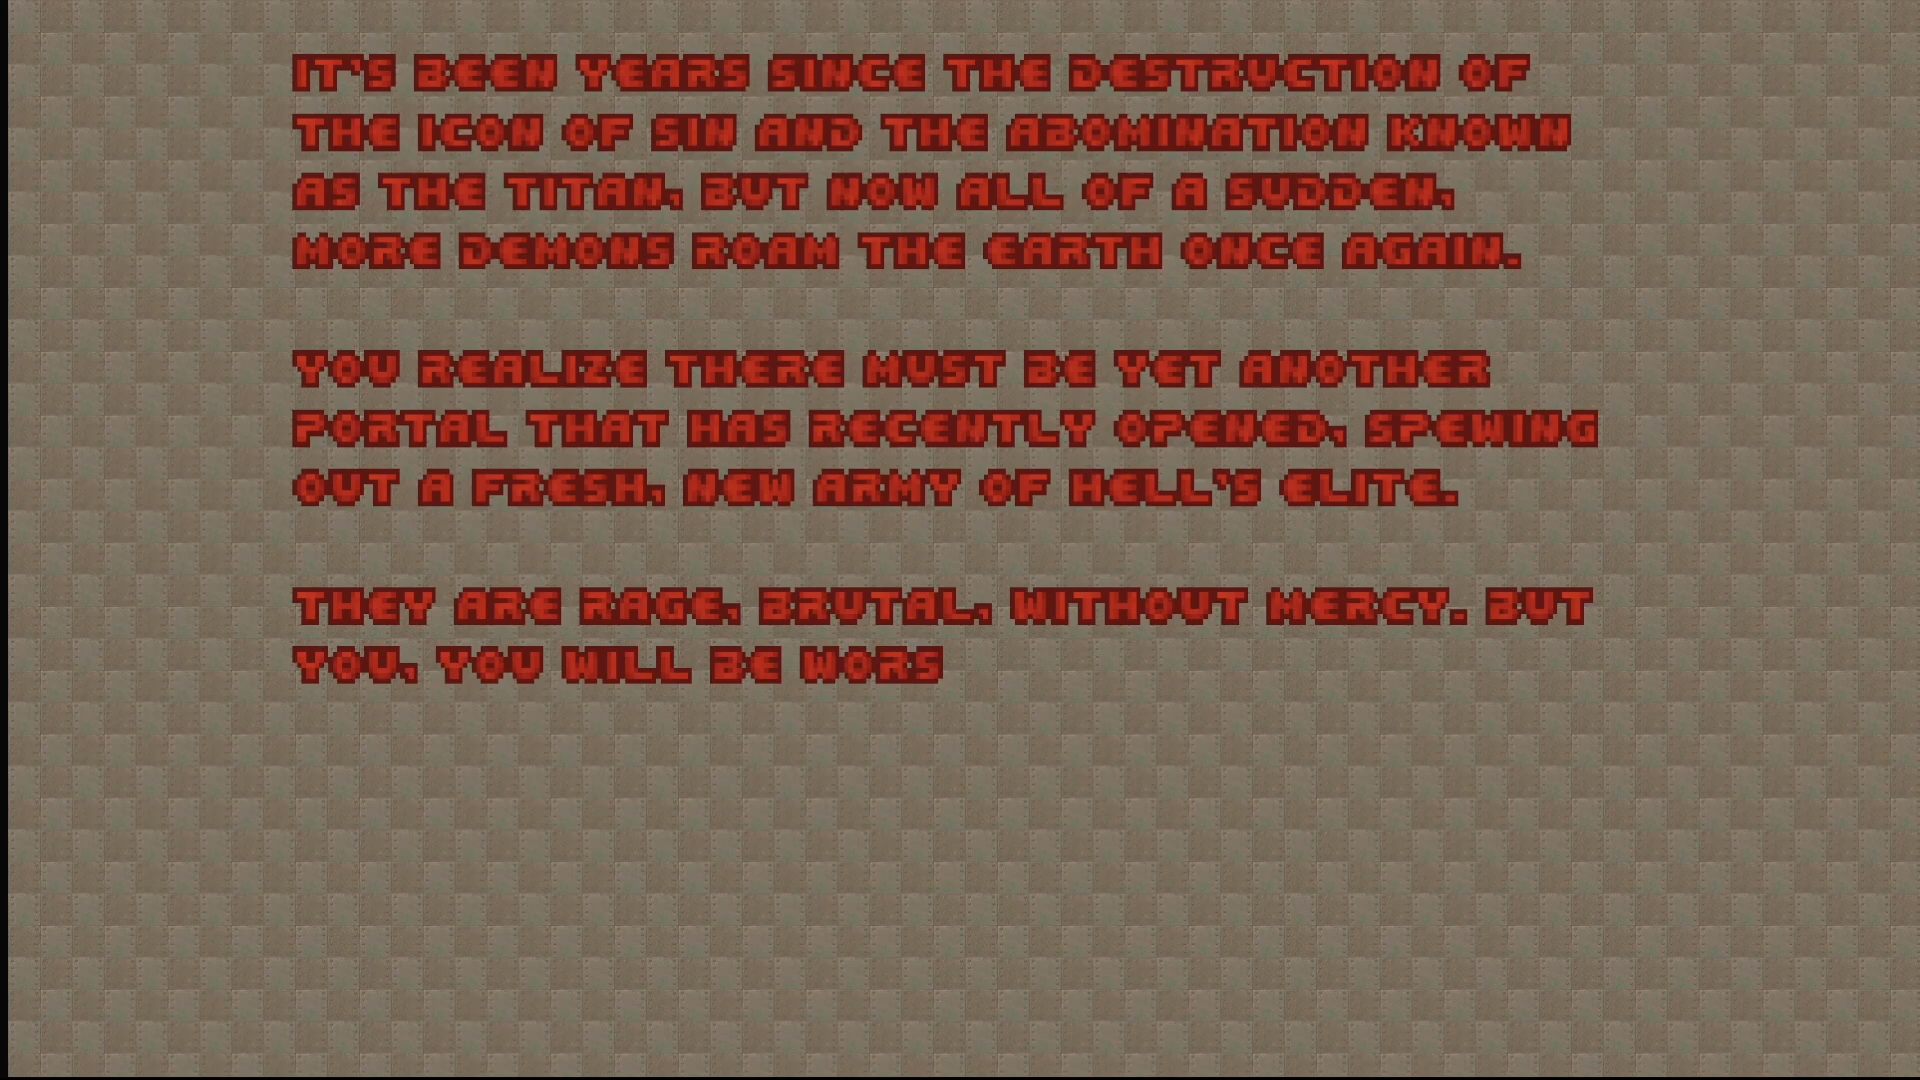 IT'S BEEN YEARS SINCE THE DESTRUCTION OF
THE ICON OF SIN AND THE ABOMINATION KNOWN
AS THE TITAN, BUT NOW ALL OF A SUDDEN,
MORE DEMONS ROAM THE EARTH ONCE AGAIN.
YOU REALIZE THERE MUST BE YET ANOTHER
PORTAL THAT HAS RECENTLY OPENED, SPEWING
OUT A FRESH, NEW ARMY OF HELL'S ELITE.
THEY ARE RAGE, BRUTAL, WITHOUT MERCY. BUT
YOU, YOU WILL BE WORS